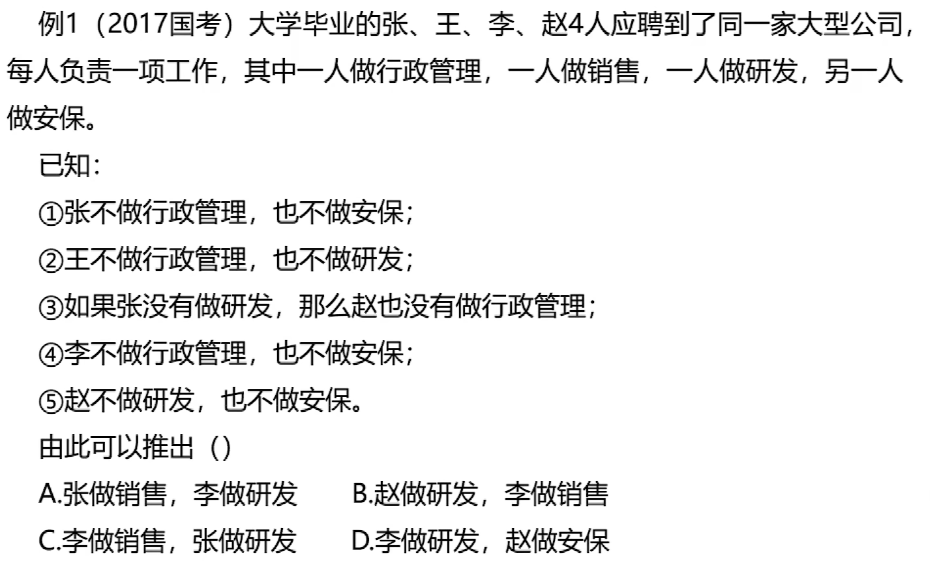 例1（2017国考）大学毕业的张、王、李、赵4人应聘到了同一家大型公司，
每人负责一项工作，其中一人做行政管理，一人做销售，一人做研发，另一人
做安保。
已知：
①张不做行政管理，也不做安保；
②王不做行政管理，也不做研发；
③如果张没有做研发，那么赵也没有做行政管理；
④李不做行政管理，也不做安保；
⑤赵不做研发，也不做安保。
由此可以推出（）
A.张做销售，李做研发 B.赵做研发，李做销售
C.李做销售，张做研发 D.李做研发，赵做安保